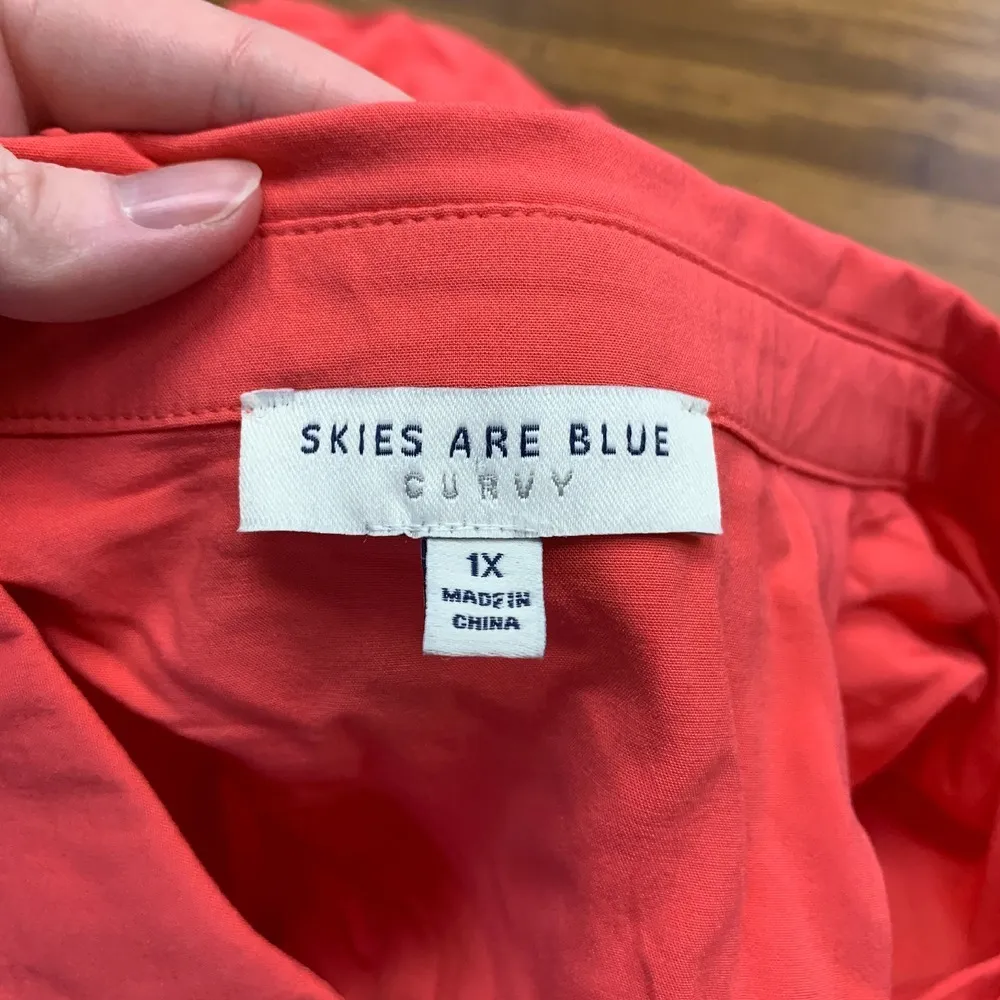 SKIES ARE BLUE
CURVY
1X
MADE IN
CHINA